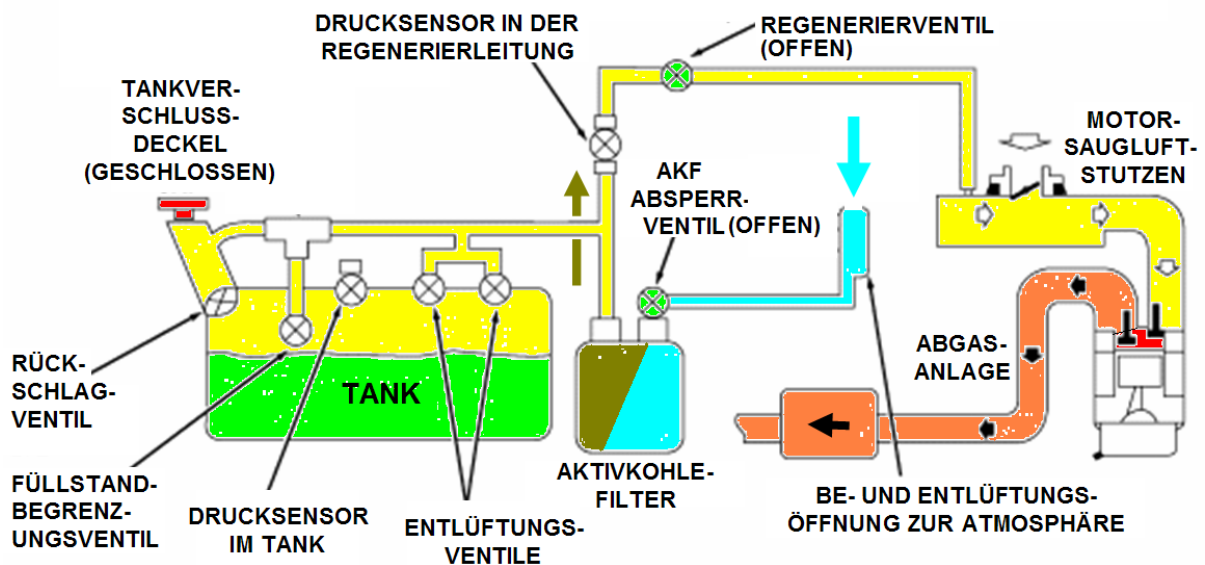 DRUCKSENSOR IN DER
REGENERIERLEITUNG
REGENERIERVENTIL
(OFFEN)
TANKVER-
SCHLUSS-
DECKEL
(GESCHLOSSEN)
MOTOR-
SAUGLUFT-
STUTZEN
AKF
ABSPERR-
VENTIL (OFFEN)
RÜCK-
SCHLAG-
VENTIL
TANK
ABGAS-
ANLAGE
FÜLLSTAND-
BEGRENZ-
UNGSVENTIL
DRUCKSENSOR
IM TANK
ENTLÜFTUNGS-
VENTILE
AKTIVKOHLE-
FILTER
BE- UND ENTLÜFTUNGS-
ÖFFNUNG ZUR ATMOSPHÄRE